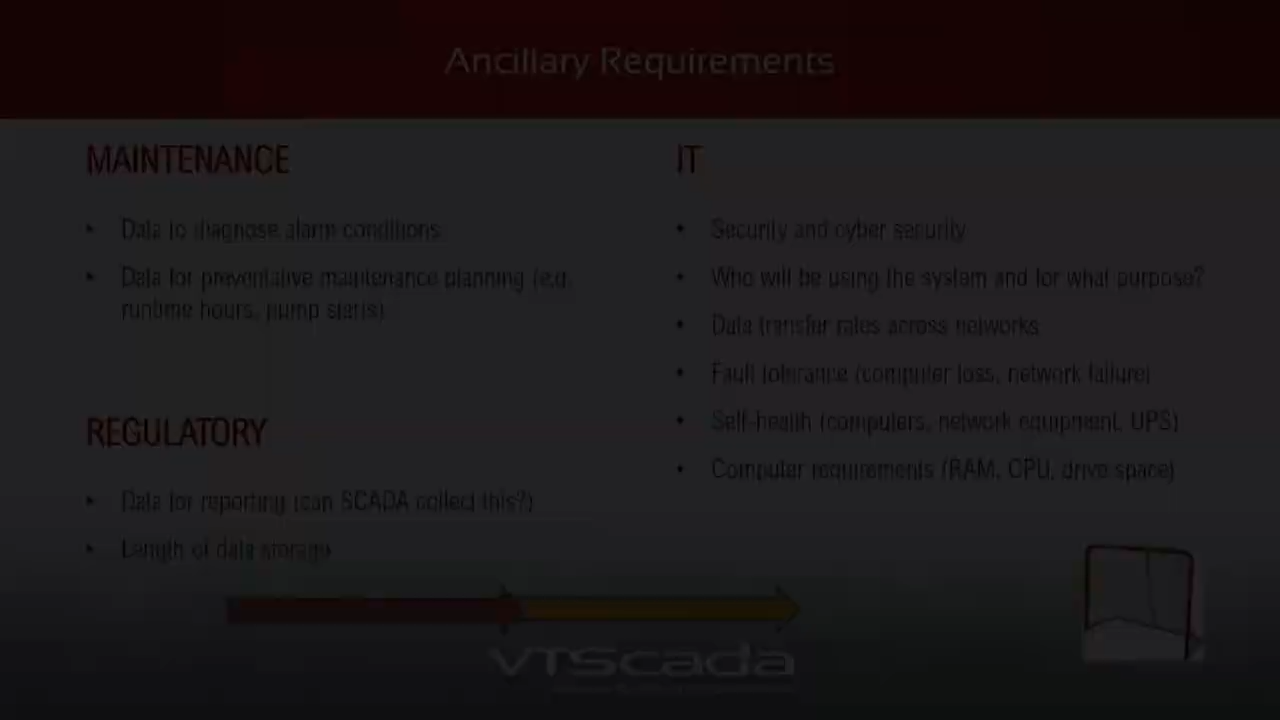 Ancillary Requirements
MAINTENANCE
• Data to diagnose alarm conditions
• Data for preventative maintenance planning (e.g.
runtime hours, pump starts)
REGULATORY
• Data for reporting (can SCADA collect this?)
• Length of data storage
IT
• Security and cyber security
• Who will be using the system and for what purpose?
• Data transfer rates across networks
• Fault tolerance (computer loss, network failure)
• Self-health (computers, network equipment, UPS)
• Computer requirements (RAM, CPU, drive space)
VTScada